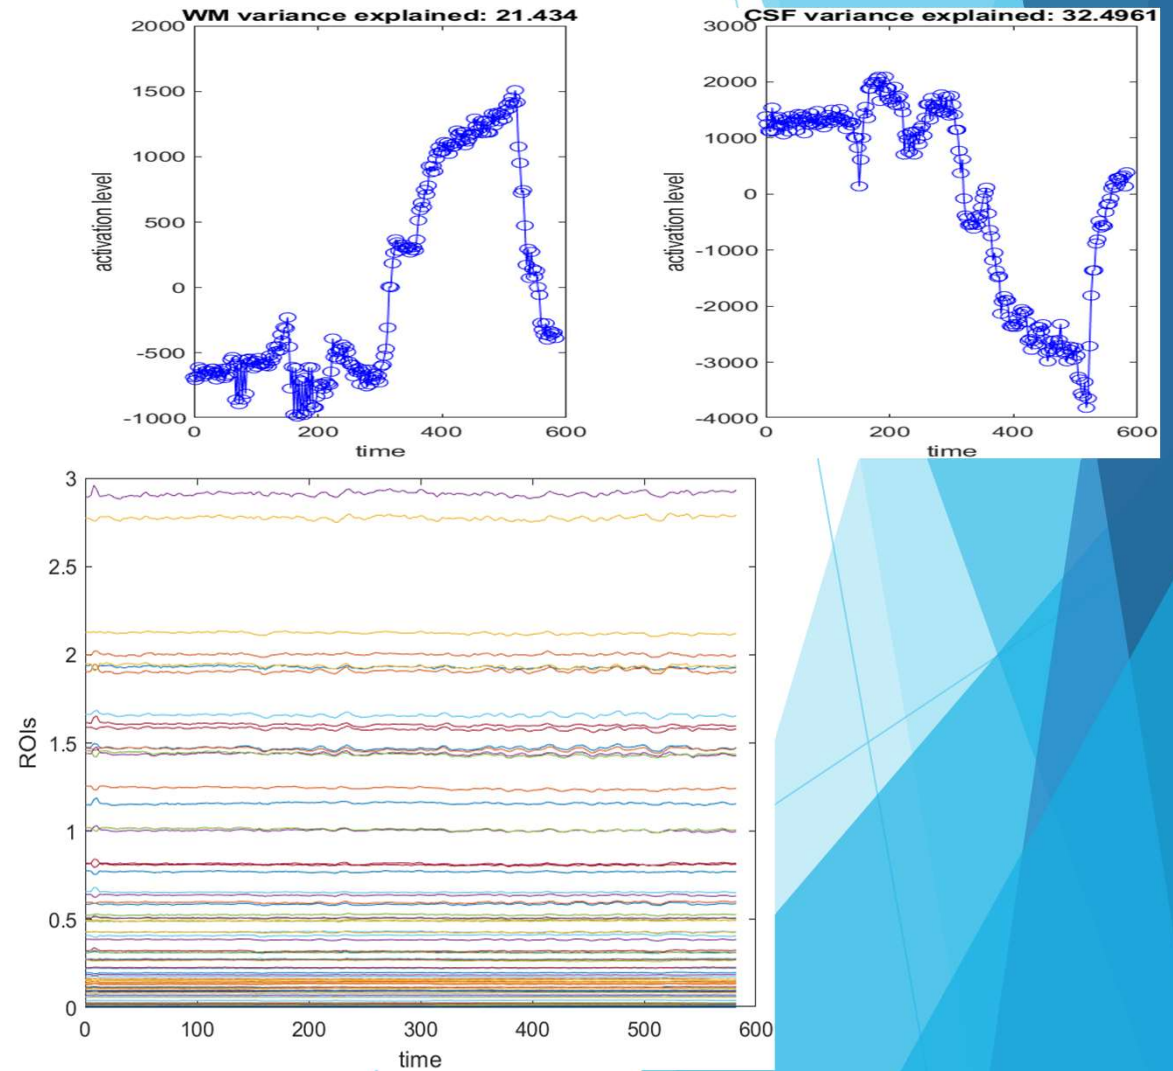 WM variance explained: 21.434
2000
1500
1000
500
0
-500
-1000
activation level
0 200 400 600
time
CSF variance explained: 32.4961
3000
2000
1000
0
-1000
-2000
-3000
-4000
activation level
0 200 400 600
time
3
2.5
2
1.5
1
0.5
0
ROIs
0 100 200 300 400 500 600
time